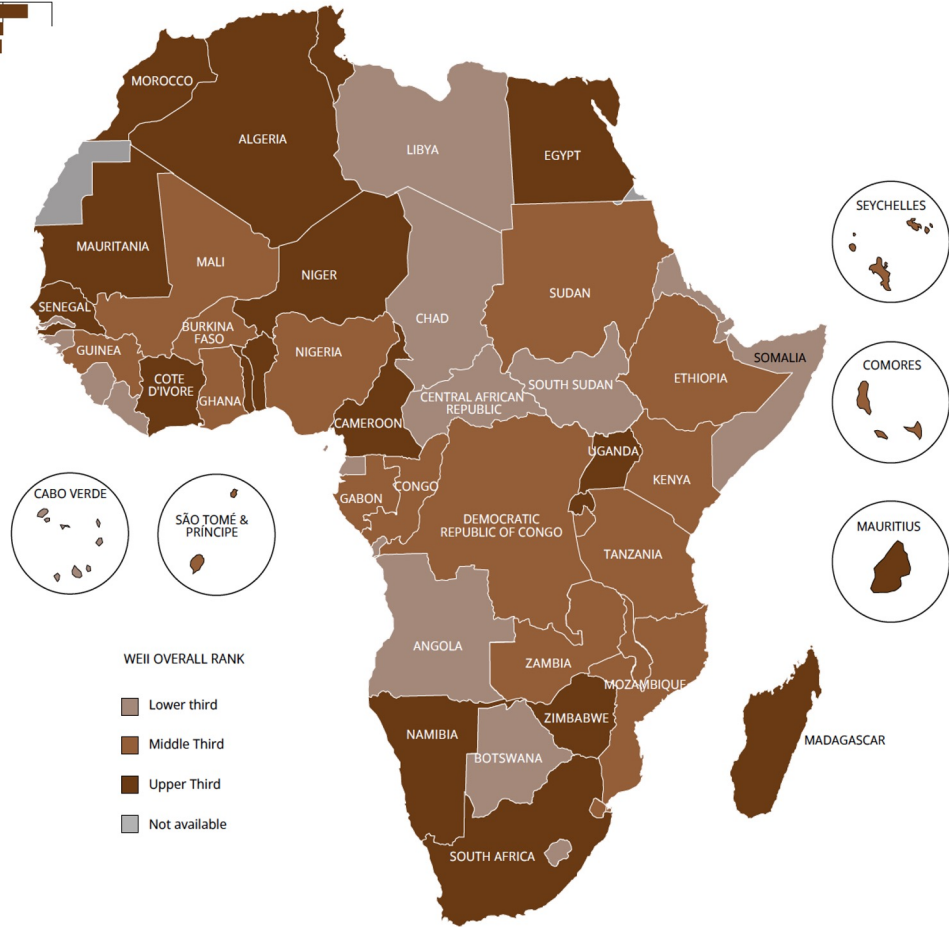 MOROCCO
ALGERIA
LIBYA
EGYPT
SEYCHELLES
MAURITANIA
MALI
NIGER
SUDAN
SENEGAL
CHAD
BURKINA
FASO
GUINEA
NIGERIA
SOMALIA
COMORES
COTE
D'IVORE
GHANA
ETHIOPIA
SOUTH SUDAN
CENTRAL AFRICAN
REPUBLIC
CAMEROON
UGANDA
KENYA
CABO VERDE
GABON
CONGO
SÃO TOMÉ &
PRÍNCIPE
DEMOCRATIC
REPUBLIC OF CONGO
MAURITIUS
TANZANIA
ANGOLA
ZAMBIA
MOZAMBIQUE
ZIMBABWE
NAMIBIA
BOTSWANA
MADAGASCAR
SOUTH AFRICA
WEII OVERALL RANK
Lower third
Middle Third
Upper Third
Not available